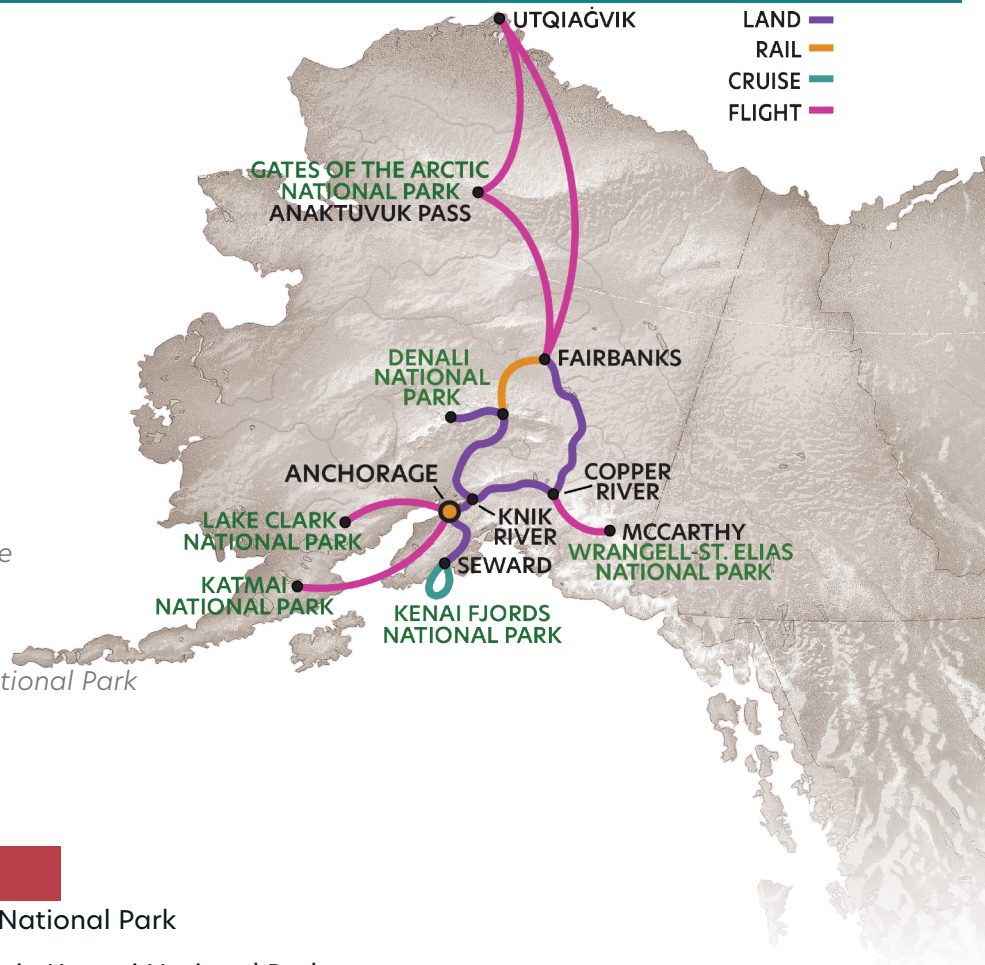 UTQIAĠVIK
LAND
RAIL
CRUISE
FLIGHT
GATES OF THE ARCTIC
NATIONAL PARK
ANAKTUVUK PASS
DENALI
NATIONAL
PARK
FAIRBANKS
ANCHORAGE
COPPER
RIVER
LAKE CLARK
NATIONAL PARK
KNIK
RIVER
MCCARTHY
WRANGELL-ST. ELIAS
NATIONAL PARK
SEWARD
KATMAI
NATIONAL PARK
KENAI FJORDS
NATIONAL PARK
e
tional Park
National Park